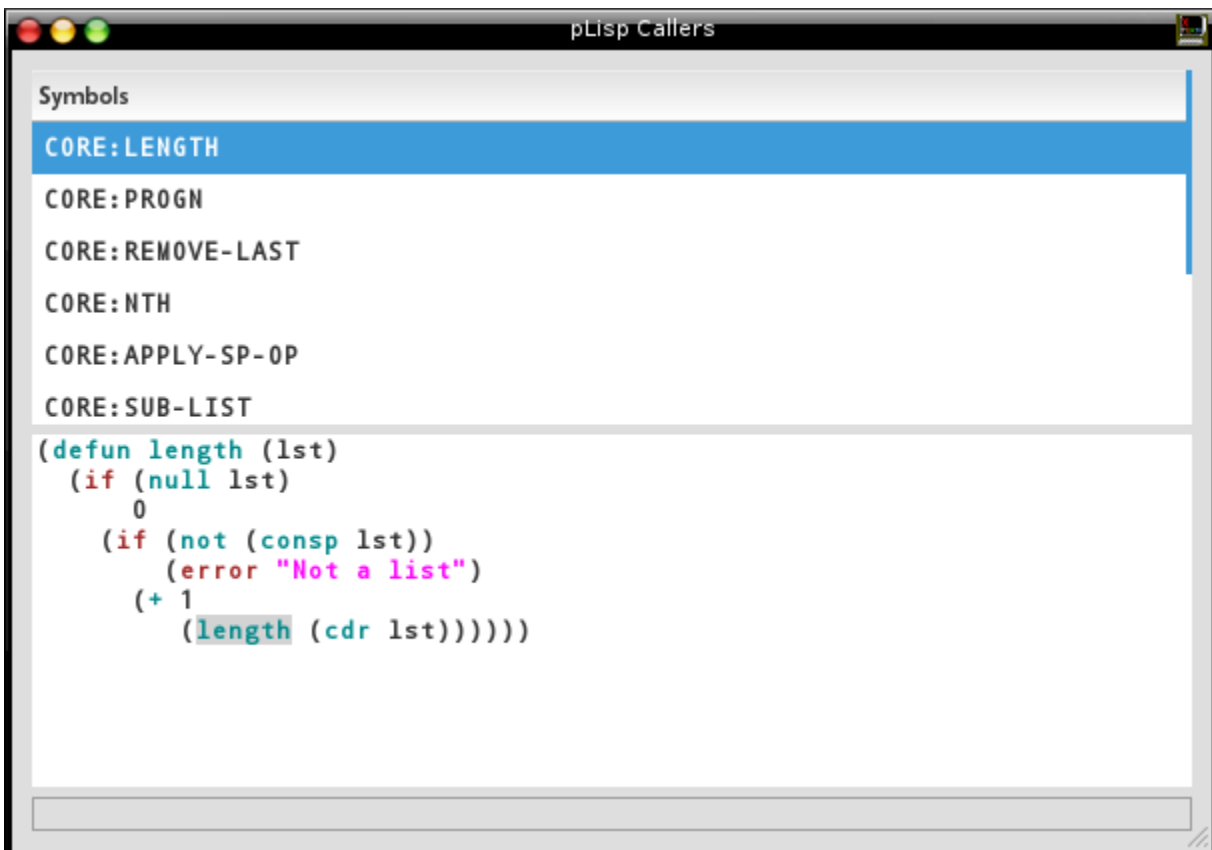 pLisp Callers
Symbols
CORE:LENGTH
CORE:PROGN
CORE:REMOVE-LAST
CORE:NTH
CORE:APPLY-SP-OP
CORE:SUB-LIST
(defun length (lst)
  (if (null lst)
      0
    (if (not (consp lst))
        (error "Not a list")
      (+ 1
         (length (cdr lst))))))